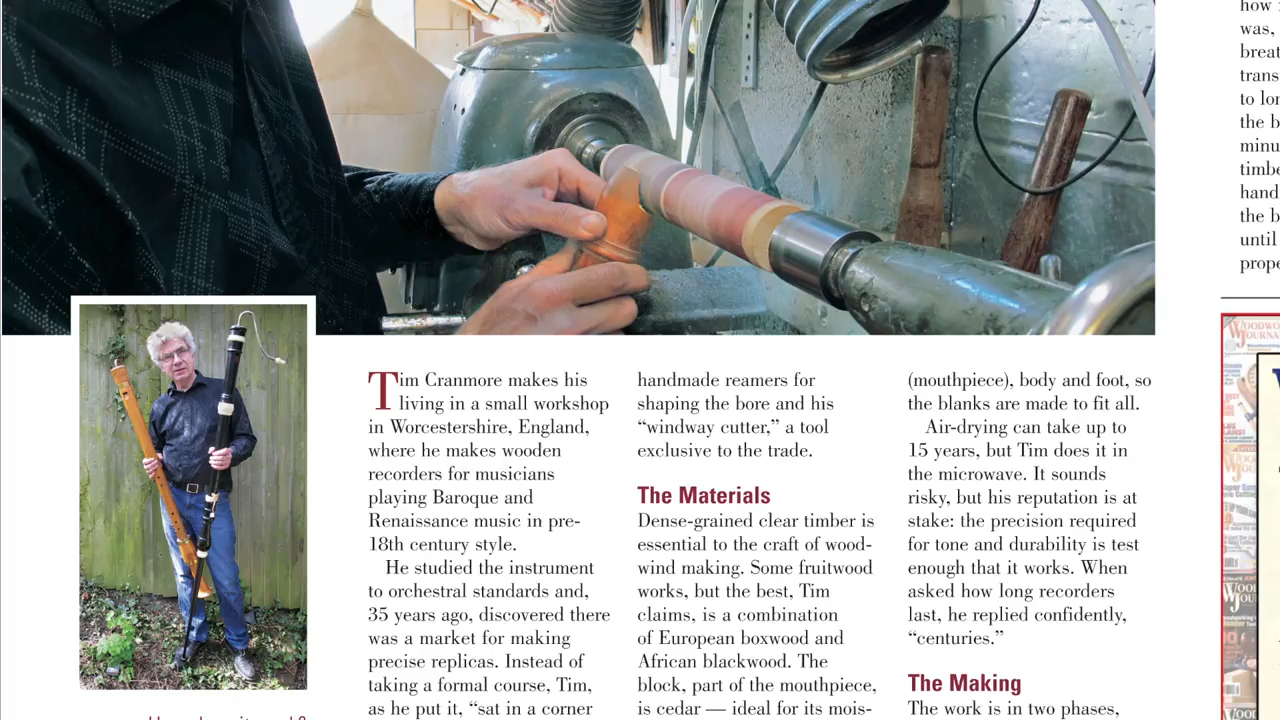 Tim Cranmore makes his
living in a small workshop
in Worcestershire, England,
where he makes wooden
recorders for musicians
playing Baroque and
Renaissance music in pre-
18th century style.
He studied the instrument
to orchestral standards and,
35 years ago, discovered there
was a market for making
precise replicas. Instead of
taking a formal course, Tim,
as he put it, “sat in a corner
handmade reamers for
shaping the bore and his
“windway cutter,” a tool
exclusive to the trade.
The Materials
Dense-grained clear timber is
essential to the craft of wood-
wind making. Some fruitwood
works, but the best, Tim
claims, is a combination
of European boxwood and
African blackwood. The
block, part of the mouthpiece,
is cedar — ideal for its mois-
(mouthpiece), body and foot, so
the blanks are made to fit all.
Air-drying can take up to
15 years, but Tim does it in
the microwave. It sounds
risky, but his reputation is at
stake: the precision required
for tone and durability is test
enough that it works. When
asked how long recorders
last, he replied confidently,
“centuries.”
The Making
The work is in two phases,
how
was,
brea
trans
to lo
the b
minu
timbe
hand
the b
until
prope